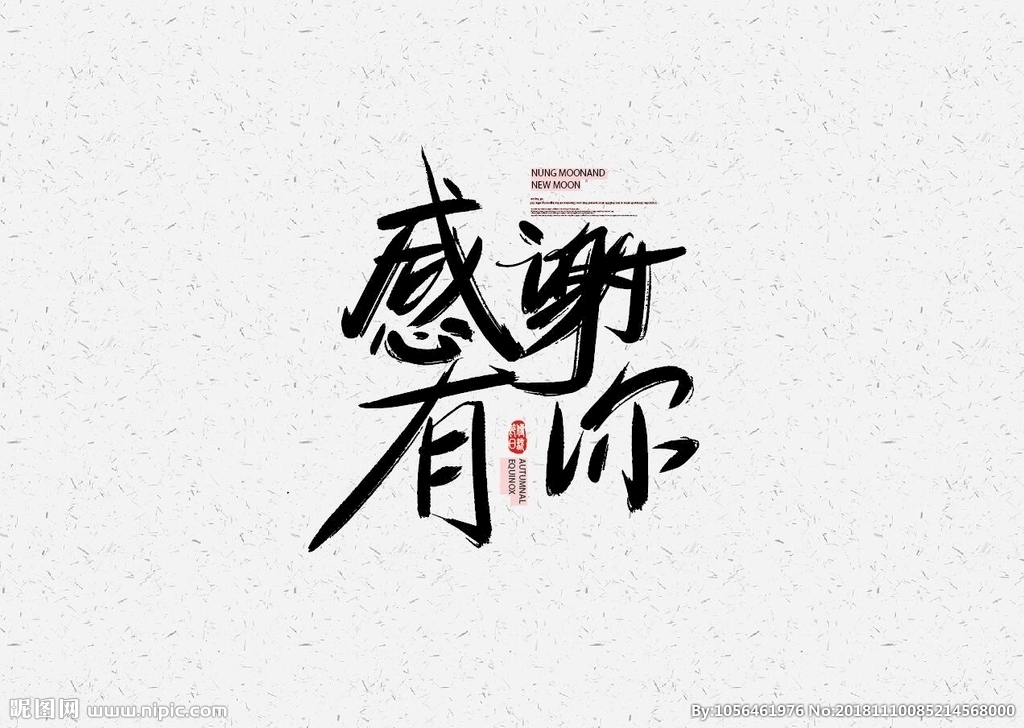 NUNG MOONAND
NEW MOON
感谢
有你
AUTUMNAL
EQUINOX
昵图网 www.nipic.com
By:1056461976 No:20181110085214568000